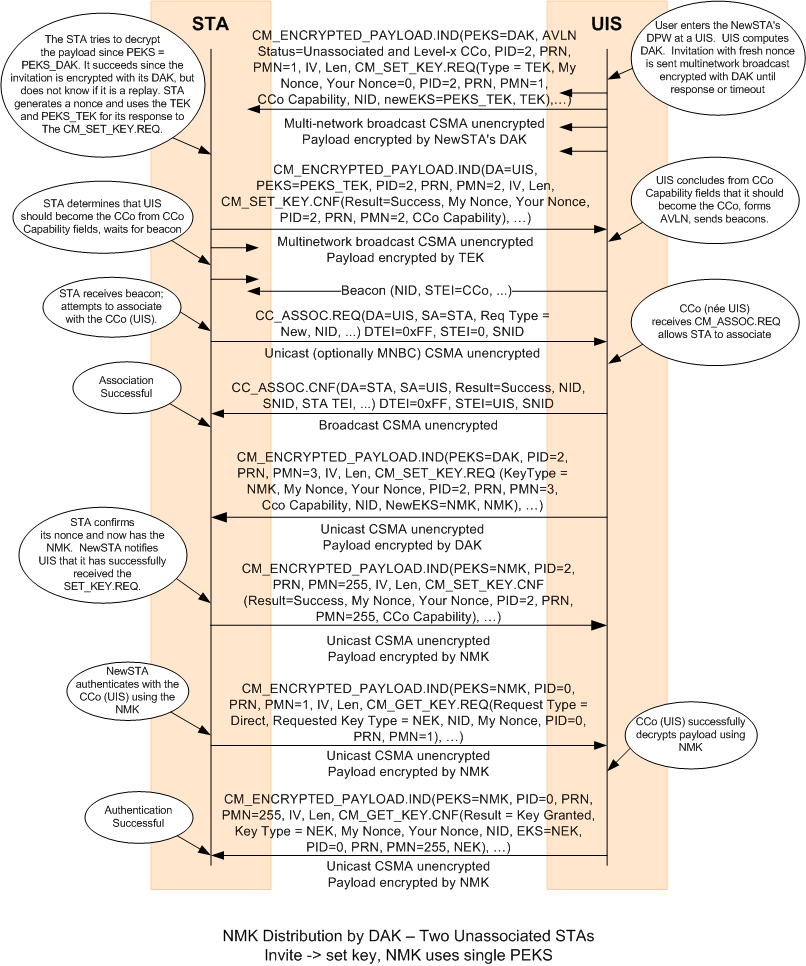 STA
UIS
The STA tries to decrypt
the payload since PEKS =
PEKS_DAK. It succeeds since the
invitation is encrypted with its DAK, but
does not know if it is a replay. STA
generates a nonce and uses the TEK
and PEKS_TEK for its response to
The CM_SET_KEY.REQ.
CM_ENCRYPTED_PAYLOAD.IND(PEKS=DAK, AVLN
Status=Unassociated and Level-x CCo, PID=2, PRN,
PMN=1, IV, Len, CM_SET_KEY.REQ(Type = TEK, My
Nonce, Your Nonce=0, PID=2, PRN, PMN=1,
CCo Capability, NID, newEKS=PEKS_TEK, TEK),…)
Multi-network broadcast CSMA unencrypted
Payload encrypted by NewSTA's DAK
User enters the NewSTA's
DPW at a UIS. UIS computes
DAK. Invitation with fresh nonce
is sent multinetwork broadcast
encrypted with DAK until
response or timeout
CM_ENCRYPTED_PAYLOAD.IND(DA=UIS,
PEKS=PEKS_TEK, PID=2, PRN, PMN=2, IV, Len,
CM_SET_KEY.CNF(Result=Success, My Nonce, Your Nonce,
PID=2, PRN, PMN=2, CCo Capability), …)
Multinetwork broadcast CSMA unencrypted
Payload encrypted by TEK
STA determines that UIS
should become the CCo from CCo
Capability fields, waits for beacon
UIS concludes from CCo
Capability fields that it should
become the CCo, forms
AVLN, sends beacons.
Beacon (NID, STEI=CCo, ...)
STA receives beacon;
attempts to associate
with the CCo (UIS).
CC_ASSOC.REQ(DA=UIS, SA=STA, Req Type =
New, NID, ...) DTEI=0xFF, STEI=0, SNID
Unicast (optionally MNBC) CSMA unencrypted
CCo (née UIS)
receives CM_ASSOC.REQ
allows STA to associate
Association
Successful
CC_ASSOC.CNF(DA=STA, SA=UIS, Result=Success, NID,
SNID, STA TEI, ...) DTEI=0xFF, STEI=UIS, SNID
Broadcast CSMA unencrypted
CM_ENCRYPTED_PAYLOAD.IND(PEKS=DAK, PID=2,
PRN, PMN=3, IV, Len, CM_SET_KEY.REQ (KeyType =
NMK, My Nonce, Your Nonce, PID=2, PRN, PMN=3,
Cco Capability, NID, NewEKS=NMK, NMK), …)
Unicast CSMA unencrypted
Payload encrypted by DAK
STA confirms
its nonce and now has the
NMK. NewSTA notifies
UIS that it has successfully
received the
SET_KEY.REQ.
CM_ENCRYPTED_PAYLOAD.IND(PEKS=NMK, PID=2,
PRN, PMN=255, IV, Len, CM_SET_KEY.CNF
(Result=Success, My Nonce, Your Nonce, PID=2, PRN,
PMN=255, CCo Capability), …)
Unicast CSMA unencrypted
Payload encrypted by NMK
NewSTA
authenticates with the
CCo (UIS) using the
NMK
CM_ENCRYPTED_PAYLOAD.IND(PEKS=NMK, PID=0,
PRN, PMN=1, IV, Len, CM_GET_KEY.REQ(Request Type =
Direct, Requested Key Type = NEK, NID, My Nonce, PID=0,
PRN, PMN=1), …)
Unicast CSMA unencrypted
Payload encrypted by NMK
CCo (UIS) successfully
decrypts payload using
NMK
Authentication
Successful
CM_ENCRYPTED_PAYLOAD.IND(PEKS=NMK, PID=0, PRN,
PMN=255, IV, Len, CM_GET_KEY.CNF(Result = Key Granted,
Key Type = NEK, My Nonce, Your Nonce, NID, EKS=NEK,
PID=0, PRN, PMN=255, NEK), …)
Unicast CSMA unencrypted
Payload encrypted by NMK
NMK Distribution by DAK – Two Unassociated STAs
Invite -> set key, NMK uses single PEKS